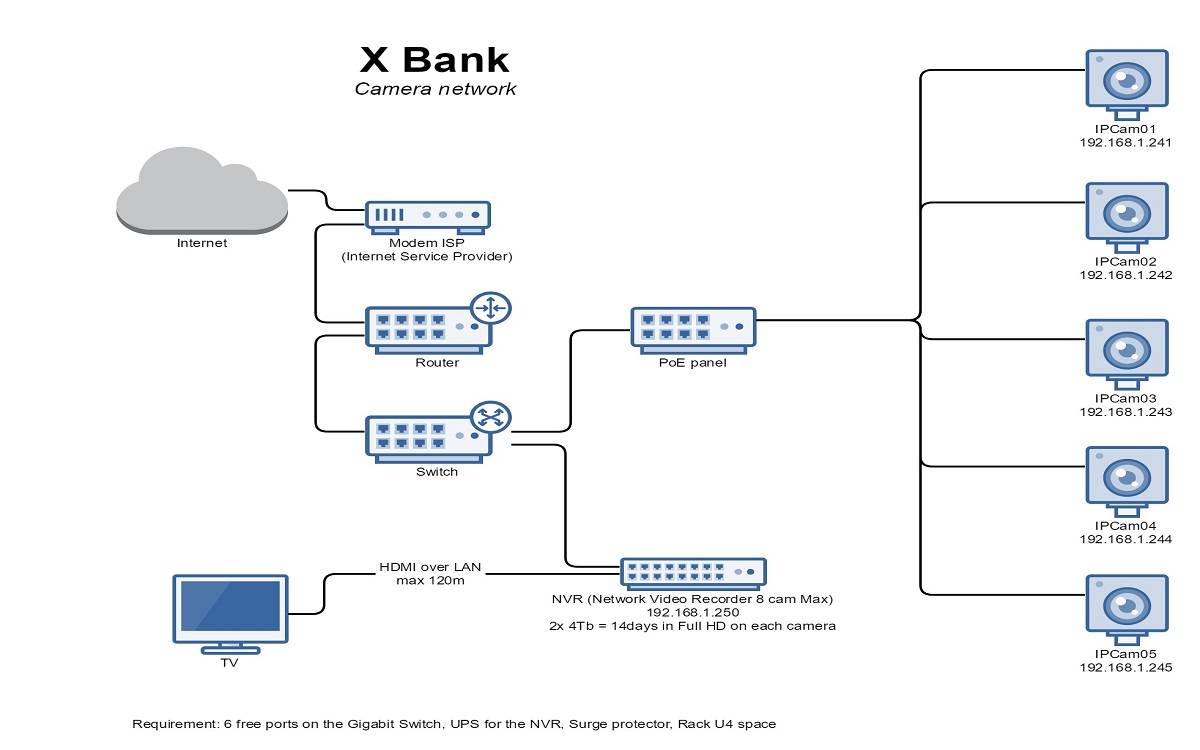 X Bank
Camera network
Internet
Modem ISP
(Internet Service Provider)
Router
Switch
PoE panel
IPCam01
192.168.1.241
IPCam02
192.168.1.242
IPCam03
192.168.1.243
IPCam04
192.168.1.244
IPCam05
192.168.1.245
HDMI over LAN
max 120m
TV
NVR (Network Video Recorder 8 cam Max)
192.168.1.250
2x 4Tb = 14days in Full HD on each camera
Requirement: 6 free ports on the Gigabit Switch, UPS for the NVR, Surge protector, Rack U4 space